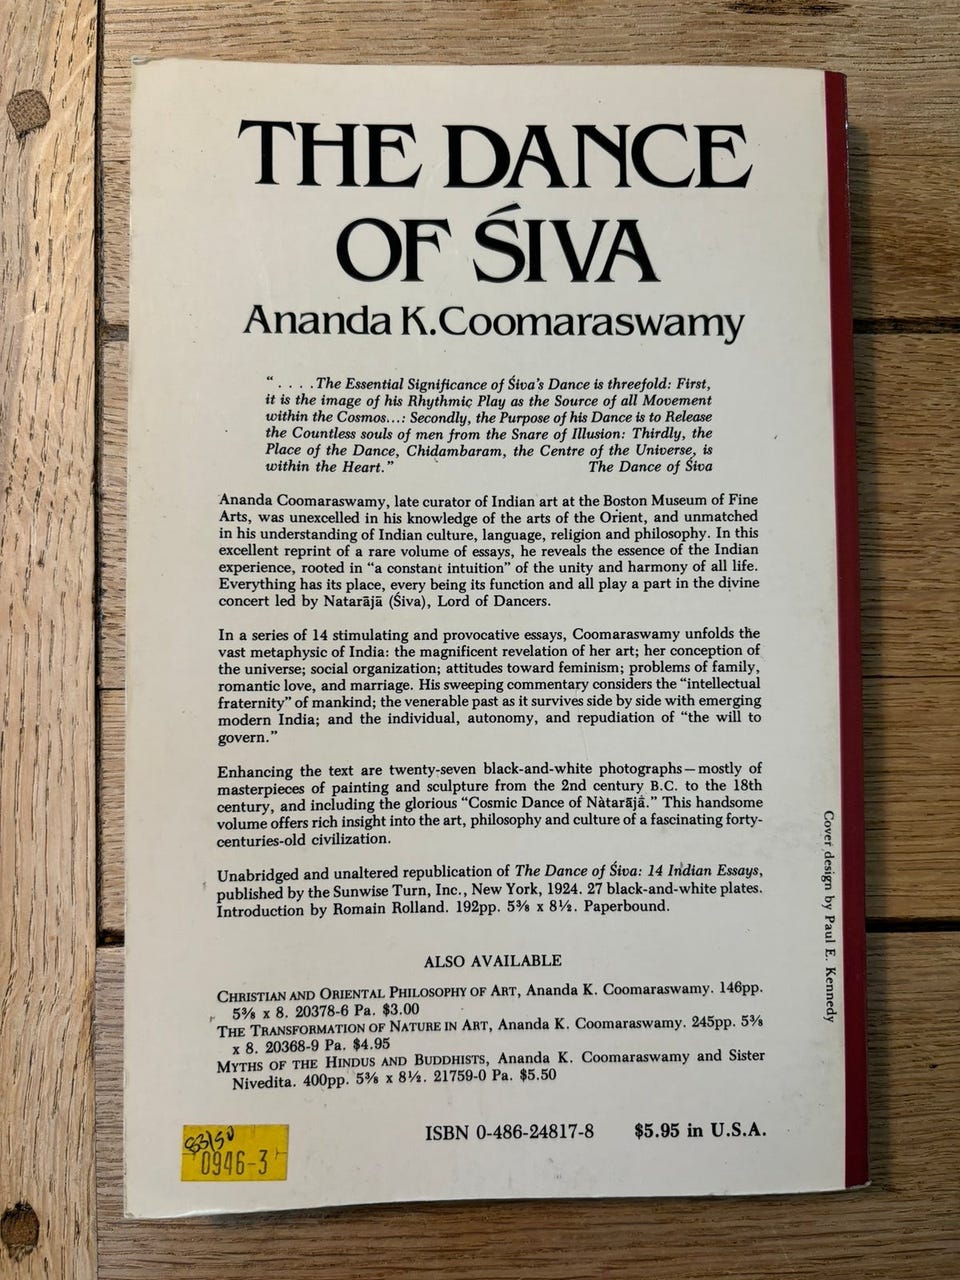 THE DANCE
OF ŚIVA
Ananda K. Coomaraswamy
“ . . . . The Essential Significance of Śiva’s Dance is threefold: First,
it is the image of his Rhythmic Play as the Source of all Movement
within the Cosmos...: Secondly, the Purpose of his Dance is to Release
the Countless souls of men from the Snare of Illusion: Thirdly, the
Place of the Dance, Chidambaram, the Centre of the Universe, is
within the Heart.” The Dance of Śiva
Ananda Coomaraswamy, late curator of Indian art at the Boston Museum of Fine
Arts, was unexcelled in his knowledge of the arts of the Orient, and unmatched
in his understanding of Indian culture, language, religion and philosophy. In this
excellent reprint of a rare volume of essays, he reveals the essence of the Indian
experience, rooted in “a constant intuition” of the unity and harmony of all life.
Everything has its place, every being its function and all play a part in the divine
concert led by Natarājā (Śiva), Lord of Dancers.
In a series of 14 stimulating and provocative essays, Coomaraswamy unfolds the
vast metaphysic of India: the magnificent revelation of her art; her conception of
the universe; social organization; attitudes toward feminism; problems of family,
romantic love, and marriage. His sweeping commentary considers the “intellectual
fraternity” of mankind; the venerable past as it survives side by side with emerging
modern India; and the individual, autonomy, and repudiation of “the will to
govern.”
Enhancing the text are twenty-seven black-and-white photographs—mostly of
masterpieces of painting and sculpture from the 2nd century B.C. to the 18th
century, and including the glorious “Cosmic Dance of Nàtarājâ.” This handsome
volume offers rich insight into the art, philosophy and culture of a fascinating forty-
centuries-old civilization.
Unabridged and unaltered republication of The Dance of Śiva: 14 Indian Essays,
published by the Sunwise Turn, Inc., New York, 1924. 27 black-and-white plates.
Introduction by Romain Rolland. 192pp. 5⅜ x 8½. Paperbound.
ALSO AVAILABLE
CHRISTIAN AND ORIENTAL PHILOSOPHY OF ART, Ananda K. Coomaraswamy. 146pp.
5⅜ x 8. 20378-6 Pa. $3.00
THE TRANSFORMATION OF NATURE IN ART, Ananda K. Coomaraswamy. 245pp. 5⅜
x 8. 20368-9 Pa. $4.95
MYTHS OF THE HINDUS AND BUDDHISTS, Ananda K. Coomaraswamy and Sister
Nivedita. 400pp. 5⅜ x 8½. 21759-0 Pa. $5.50
ISBN 0-486-24817-8 $5.95 in U.S.A.
0946-3
Cover design by Paul E. Kennedy